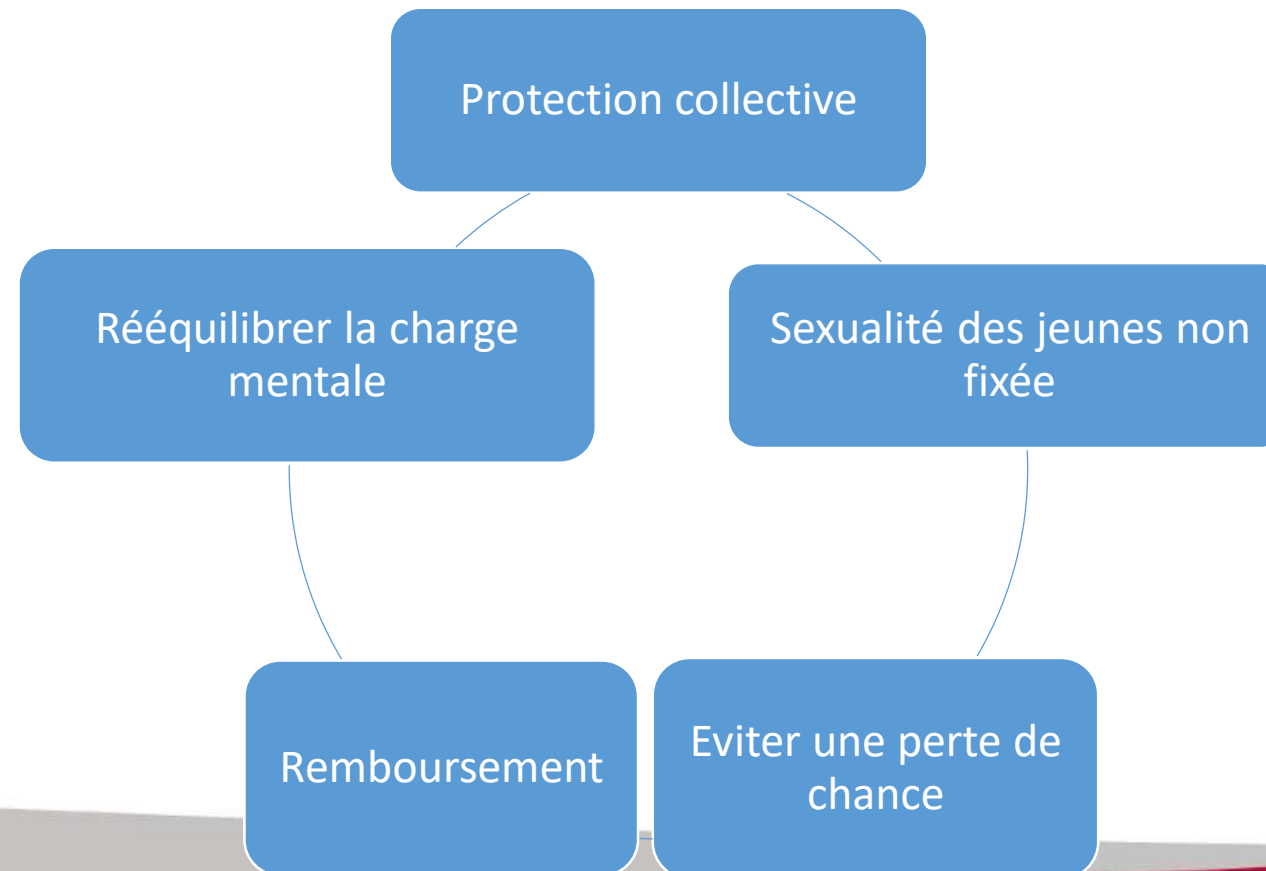 Protection collective
Rééquilibrer la charge
mentale
Sexualité des jeunes non
fixée
Remboursement
Eviter une perte de
chance